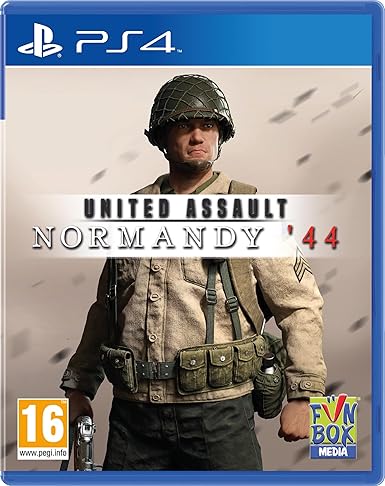 PS4
UNITED ASSAULT
NORMANDY '44
16
www.pegi.info
FUN
BOX
MEDIA